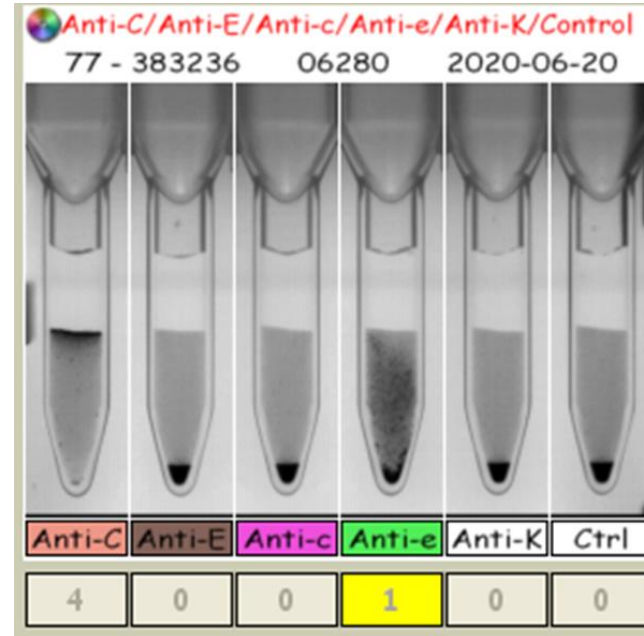 Anti-C/Anti-E/Anti-c/Anti-e/Anti-K/Control
77 - 383236 06280 2020-06-20
Anti-C Anti-E Anti-c Anti-e Anti-K Ctrl
4 0 0 1 0 0